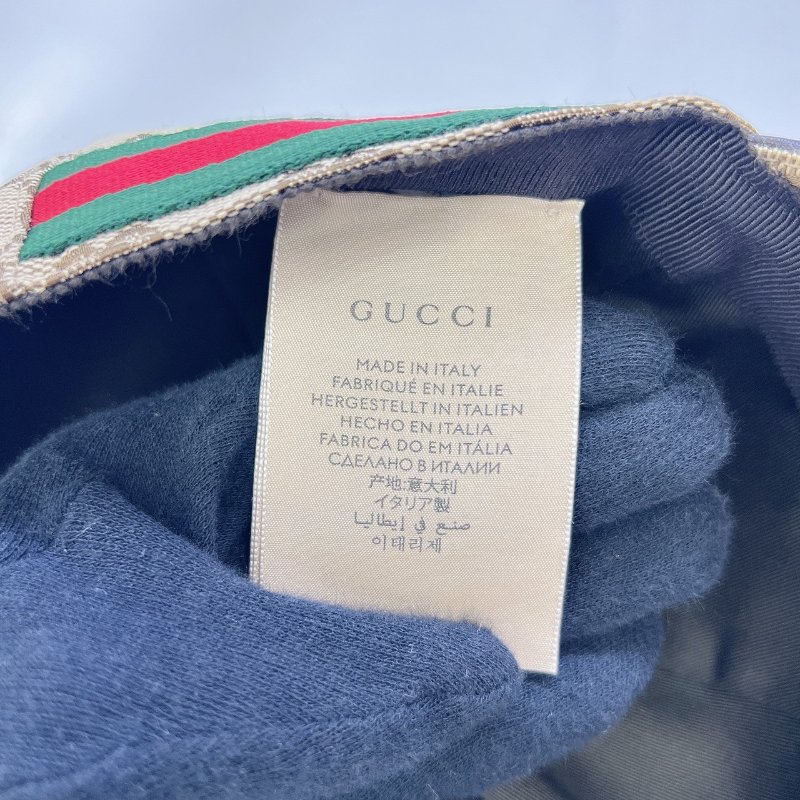 GUCCI
MADE IN ITALY
FABRIQUÉ EN ITALIE
HERGESTELLT IN ITALIEN
HECHO EN ITALIA
FABRICA DO EM ITÁLIA
СДЕЛАНО В ИТАЛИИ
产地:意大利
イタリア製
صنع في إيطاليا
이태리제